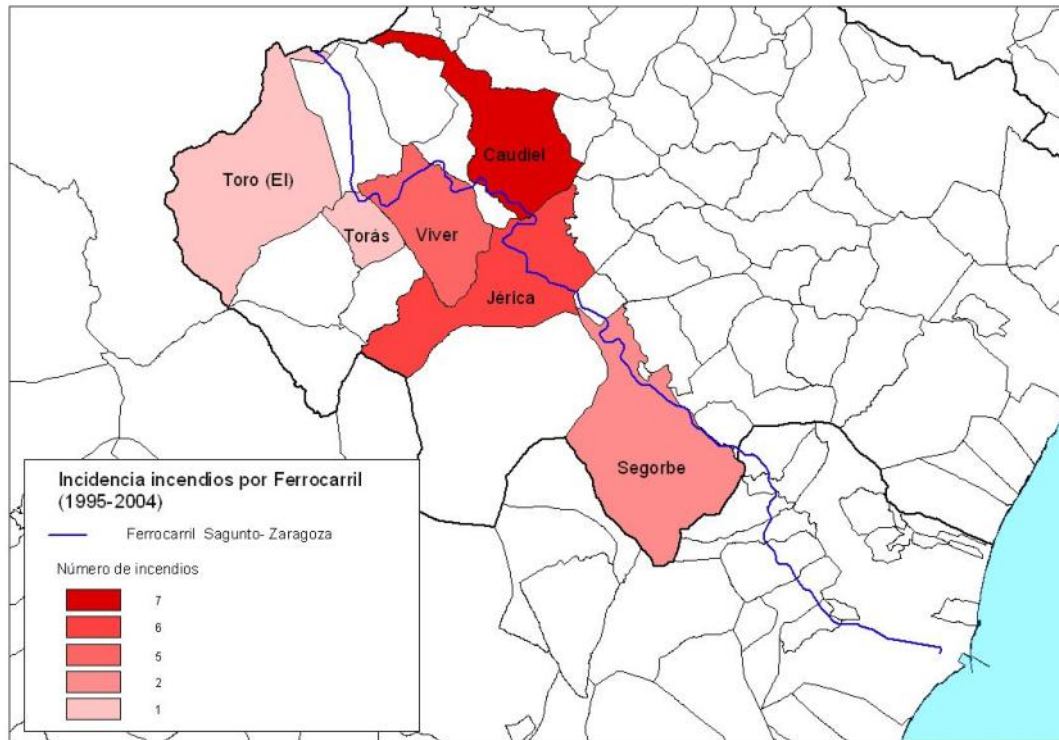 Caudiel
Toro (El)
Torás
Viver
Jérica
Segorbe
Incidencia incendios por Ferrocarril
(1995-2004)
Ferrocarril Sagunto- Zaragoza
Número de incendios
7
6
5
2
1